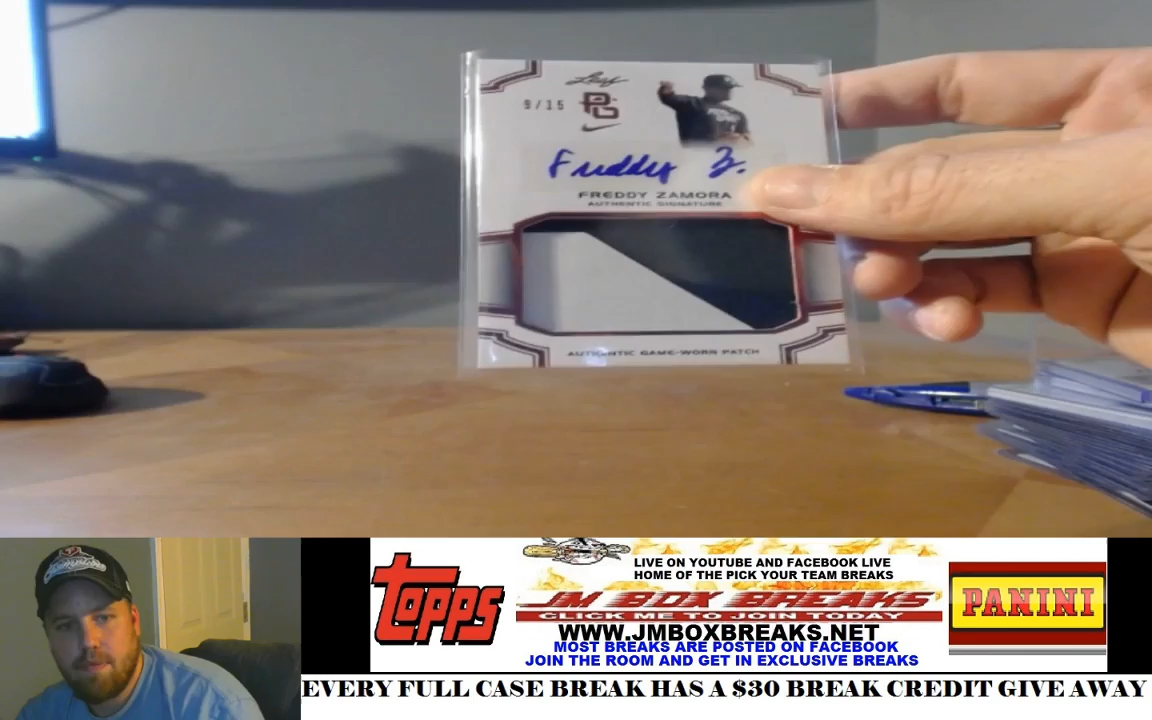 Leaf
9/15
PG
Freddy Z.
FREDDY ZAMORA
AUTHENTIC SIGNATURE
AUTHENTIC GAME-WORN PATCH
TOPPS
LIVE ON YOUTUBE AND FACEBOOK LIVE
HOME OF THE PICK YOUR TEAM BREAKS
JM BOX BREAKS
CLICK ME TO JOIN TODAY
WWW.JMBOXBREAKS.NET
MOST BREAKS ARE POSTED ON FACEBOOK
JOIN THE ROOM AND GET IN EXCLUSIVE BREAKS
PANINI
EVERY FULL CASE BREAK HAS A $30 BREAK CREDIT GIVE AWAY